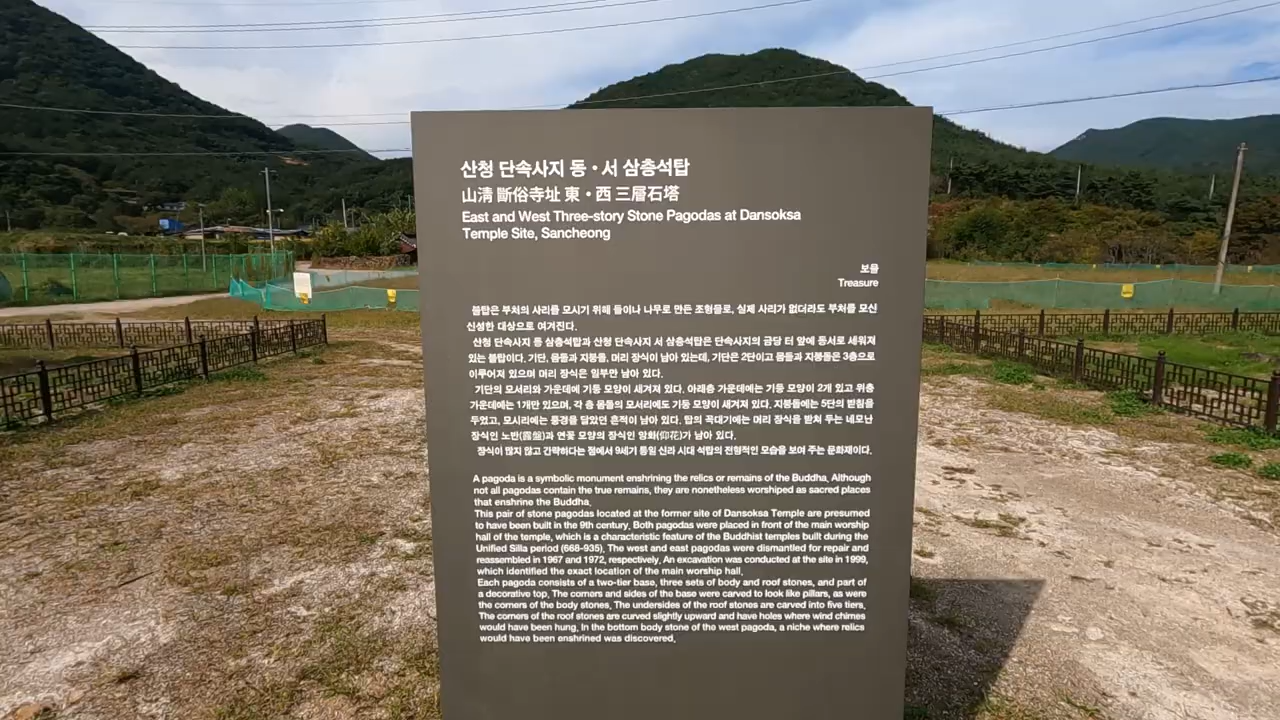 산청 단속사지 동·서 삼층석탑
山淸 斷俗寺址 東·西 三層石塔
East and West Three-story Stone Pagodas at Dansoksa
Temple Site, Sancheong
보물
Treasure
불탑은 부처의 사리를 모시기 위해 돌이나 나무로 만든 조형물로, 실제 사리가 없더라도 부처를 모신
신성한 대상으로 여겨진다.
산청 단속사지 동 삼층석탑과 산청 단속사지 서 삼층석탑은 단속사지의 금당 터 앞에 동서로 세워져
있는 불탑이다. 기단, 몸돌과 지붕돌, 머리 장식이 남아 있는데, 기단은 2단이고 몸돌과 지붕돌은 3층으로
이루어져 있으며 머리 장식은 일부만 남아 있다.
기단의 모서리와 가운데에 기둥 모양이 새겨져 있다. 아래층 가운데에는 기둥 모양이 2개 있고 위층
가운데에는 1개만 있으며, 각 층 몸돌의 모서리에도 기둥 모양이 새겨져 있다. 지붕돌에는 5단의 받침을
두었고, 모서리에는 풍경을 달았던 흔적이 남아 있다. 탑의 꼭대기에는 머리 장식을 받쳐 두는 네모난
장식인 노반(露盤)과 연꽃 모양의 장식인 앙화(仰花)가 남아 있다.
장식이 많지 않고 간략하다는 점에서 9세기 통일 신라 시대 석탑의 전형적인 모습을 보여 주는 문화재이다.
A pagoda is a symbolic monument enshrining the relics or remains of the Buddha. Although
not all pagodas contain the true remains, they are nonetheless worshiped as sacred places
that enshrine the Buddha.
This pair of stone pagodas located at the former site of Dansoksa Temple are presumed
to have been built in the 9th century. Both pagodas were placed in front of the main worship
hall of the temple, which is a characteristic feature of the Buddhist temples built during the
Unified Silla period (668-935). The west and east pagodas were dismantled for repair and
reassembled in 1967 and 1972, respectively. An excavation was conducted at the site in 1999,
which identified the exact location of the main worship hall.
Each pagoda consists of a two-tier base, three sets of body and roof stones, and part of
a decorative top. The corners and sides of the base were carved to look like pillars, as were
the corners of the body stones. The undersides of the roof stones are carved into five tiers.
The corners of the roof stones are curved slightly upward and have holes where wind chimes
would have been hung. In the bottom body stone of the west pagoda, a niche where relics
would have been enshrined was discovered.